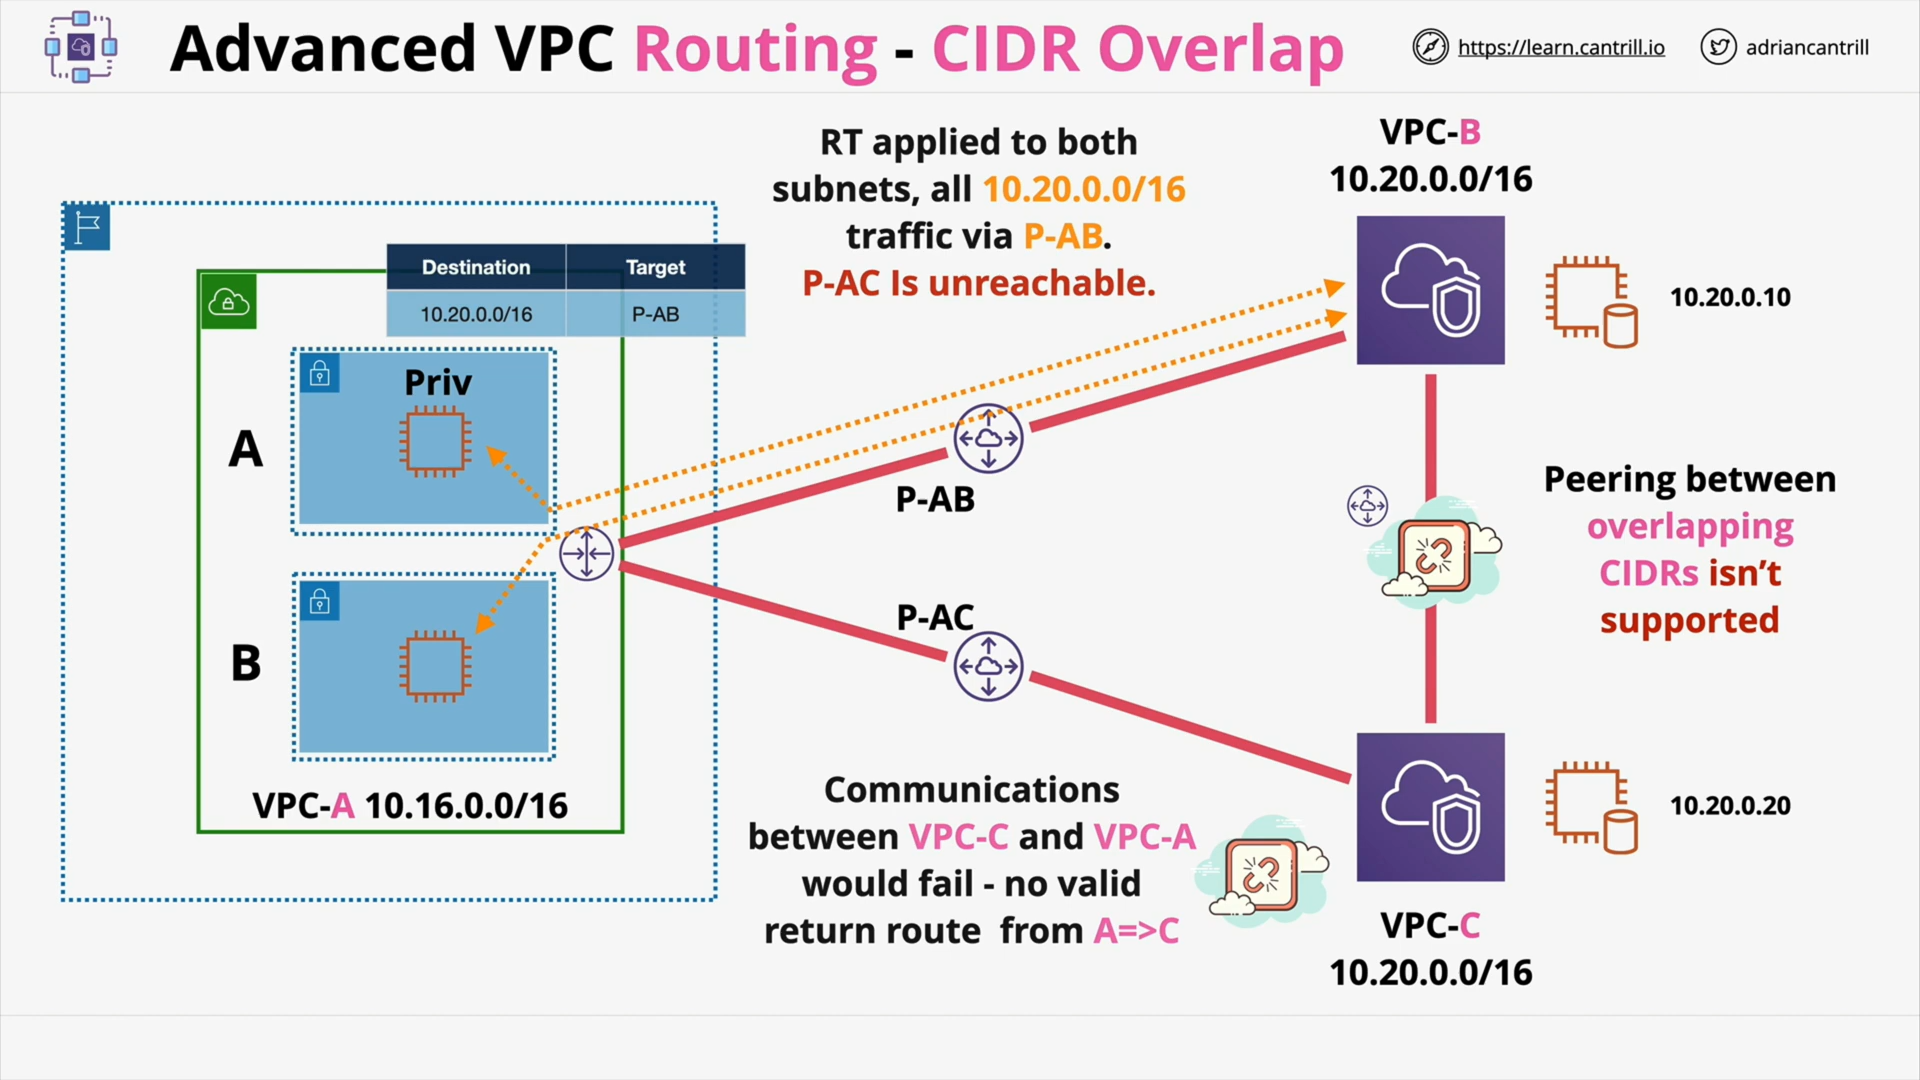 Advanced VPC Routing - CIDR Overlap
https://learn.cantrill.io
adriancantrill
RT applied to both
subnets, all 10.20.0.0/16
traffic via P-AB.
P-AC Is unreachable.
VPC-B
10.20.0.0/16
10.20.0.10
Destination Target
10.20.0.0/16 P-AB
Priv
A
B
VPC-A 10.16.0.0/16
P-AB
P-AC
Peering between
overlapping
CIDRs isn’t
supported
Communications
between VPC-C and VPC-A
would fail - no valid
return route from A=>C
10.20.0.20
VPC-C
10.20.0.0/16